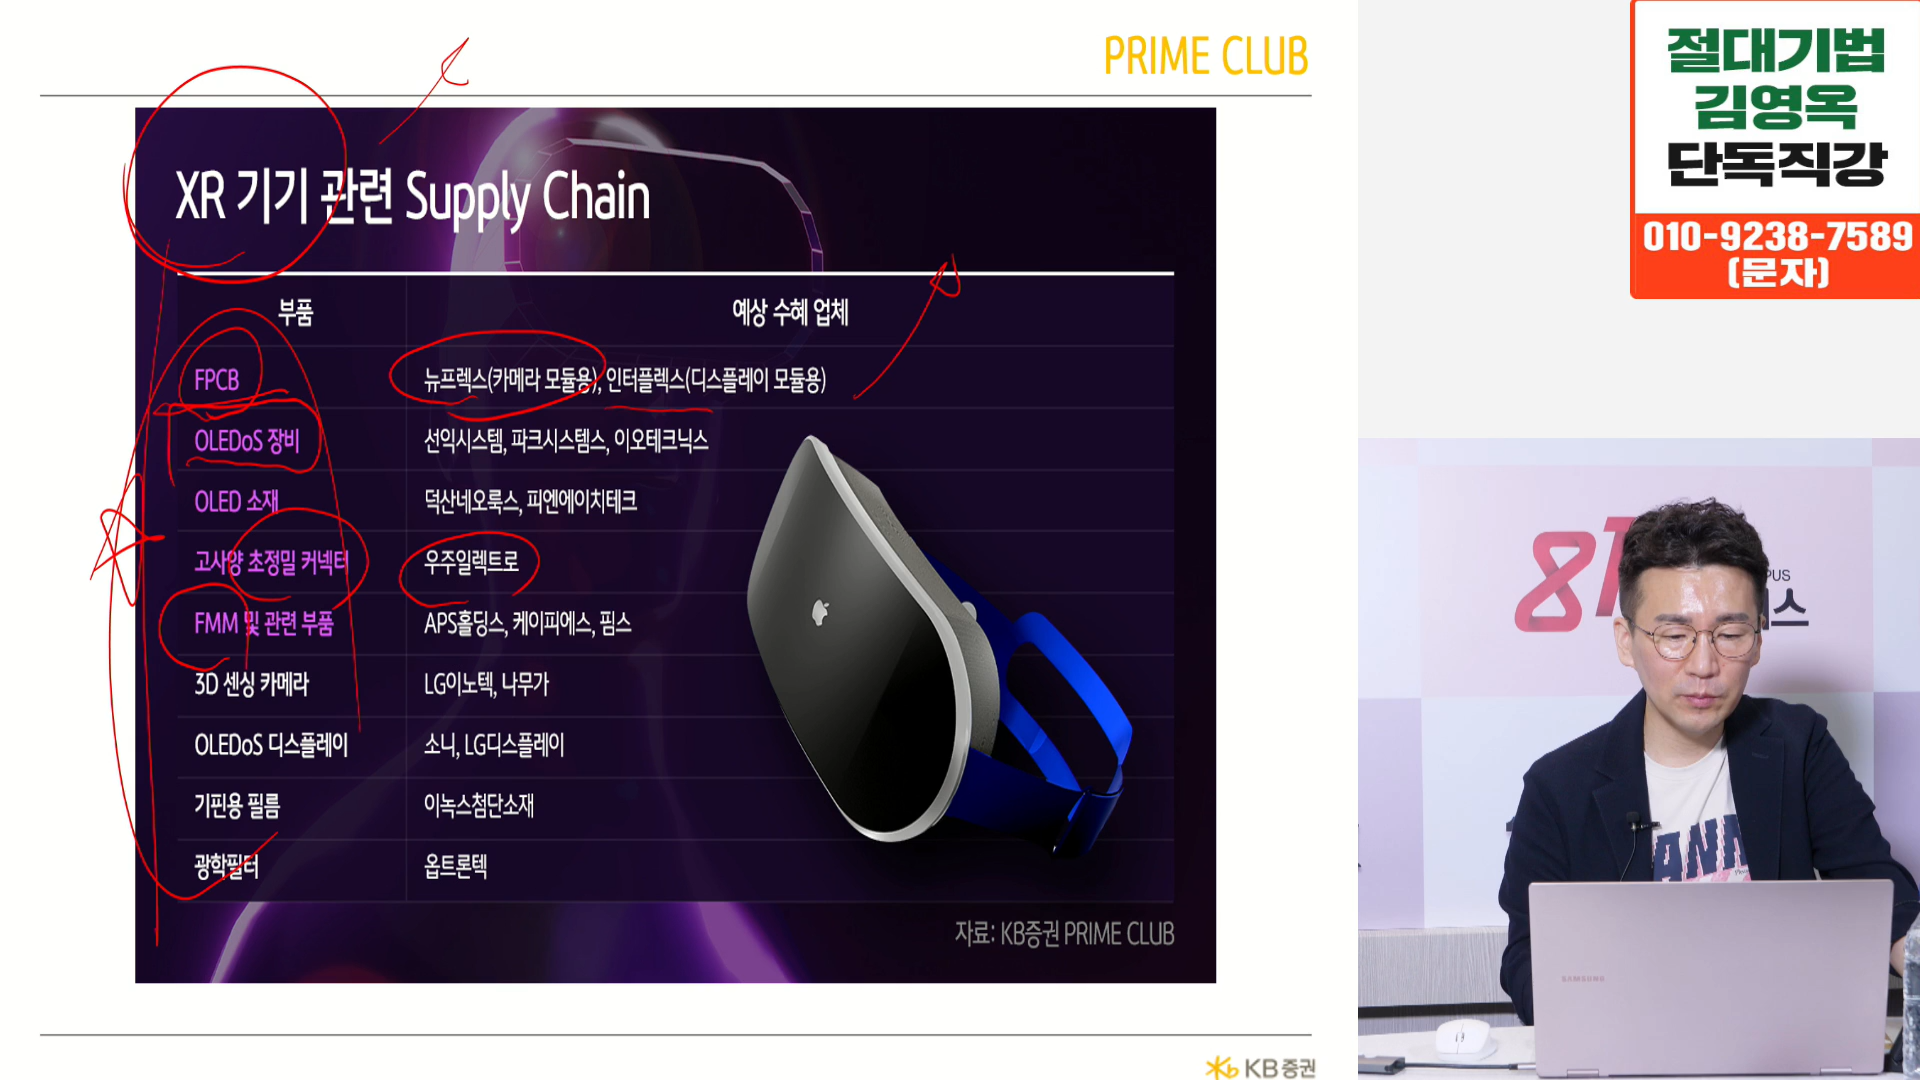 PRIME CLUB
XR 기기 관련 Supply Chain
부품 예상 수혜 업체
FPCB 뉴프렉스(카메라 모듈용), 인터플렉스(디스플레이 모듈용)
OLEDoS 장비 선익시스템, 파크시스템스, 이오테크닉스
OLED 소재 덕산네오룩스, 피엔에이치테크
고사양 초정밀 커넥터 우주일렉트로
FMM 및 관련 부품 APS홀딩스, 케이피에스, 핌스
3D 센싱 카메라 LG이노텍, 나무가
OLEDoS 디스플레이 소니, LG디스플레이
기판용 필름 이녹스첨단소재
광학필터 옵트론텍
자료: KB증권 PRIME CLUB
KB증권
절대기법
김영옥
단독직강
010-9238-7589
(문자)
SAMSUNG